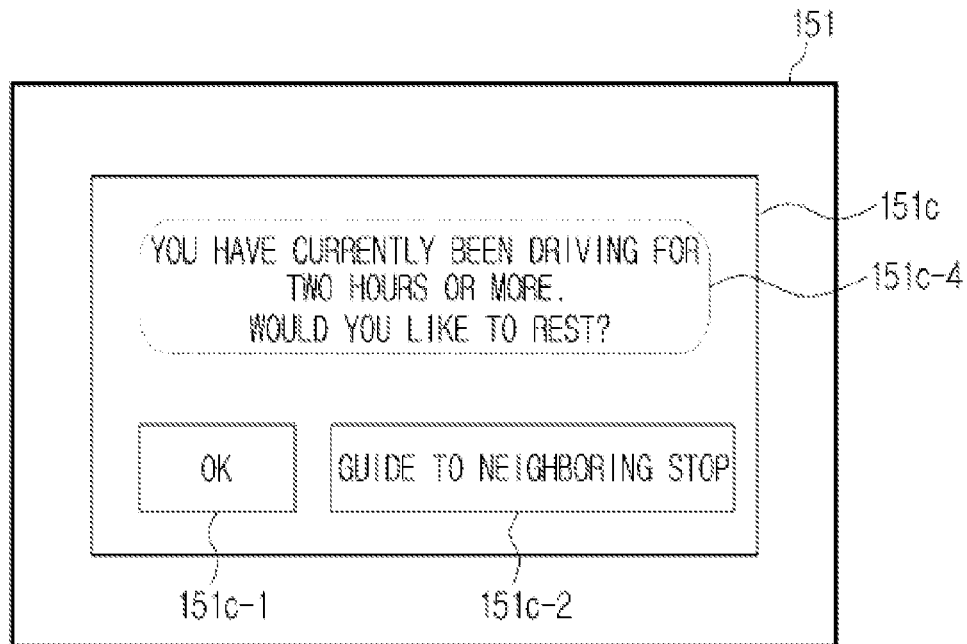 151
151c
YOU HAVE CURRENTLY BEEN DRIVING FOR
TWO HOURS OR MORE.
WOULD YOU LIKE TO REST?
151c-4
OK
GUIDE TO NEIGHBORING STOP
151c-1
151c-2